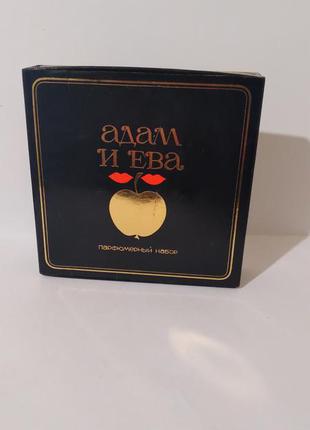 адам
и ева
парфюмерный набор